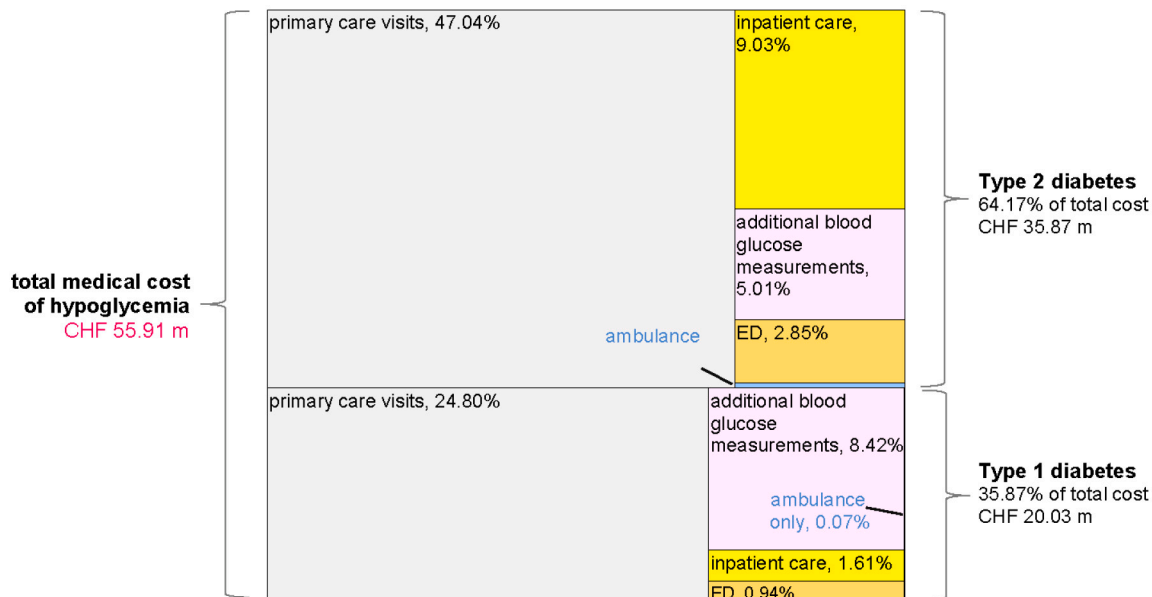 total medical cost
of hypoglycemia
CHF 55.91 m
primary care visits, 47.04%
inpatient care,
9.03%
additional blood
glucose
measurements,
5.01%
ED, 2.85%
ambulance
Type 2 diabetes
64.17% of total cost
CHF 35.87 m
primary care visits, 24.80%
additional blood
glucose
measurements, 8.42%
ambulance
only, 0.07%
inpatient care, 1.61%
ED, 0.94%
Type 1 diabetes
35.87% of total cost
CHF 20.03 m